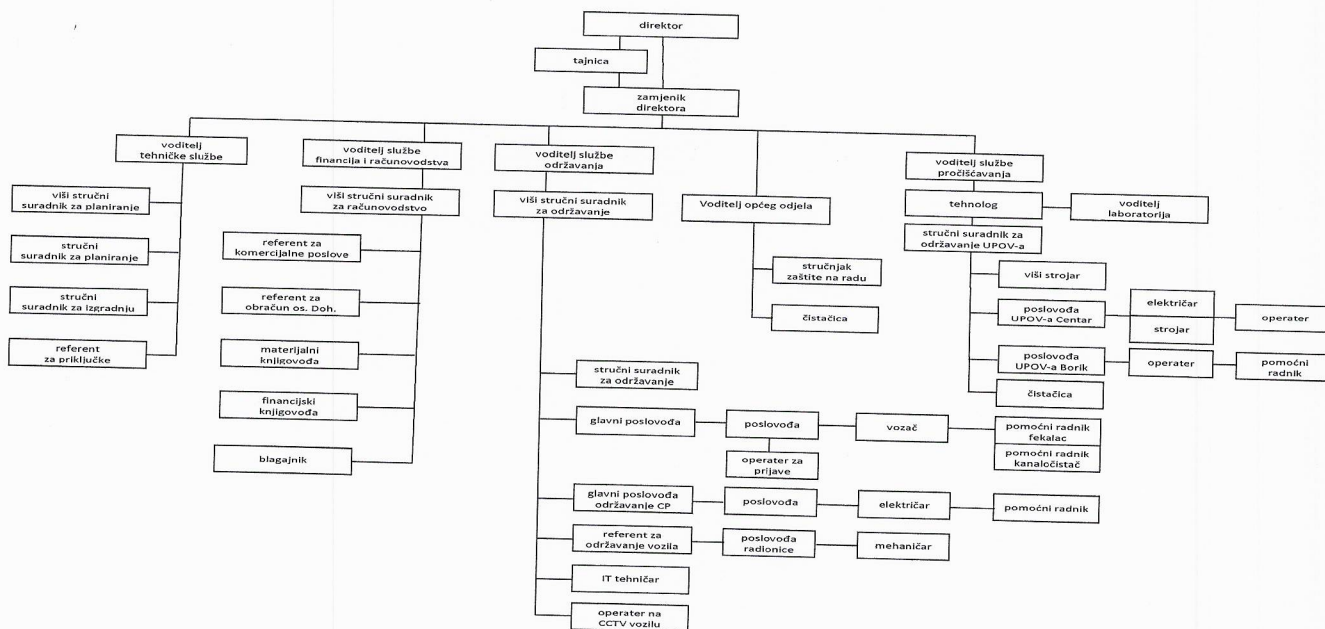 direktor
tajnica
zamjenik
direktora
voditelj
tehničke službe
viši stručni
suradnik za planiranje
stručni
suradnik za planiranje
stručni
suradnik za izgradnju
referent
za priključke
voditelj službe
financija i računovodstva
viši stručni suradnik
za računovodstvo
referent za
komercijalne poslove
referent za
obračun os. Doh.
materijalni
knjigovođa
financijski
knjigovođa
blagajnik
voditelj službe
održavanja
viši stručni suradnik
za održavanje
stručni suradnik
za održavanje
glavni poslovođa
poslovođa
vozač
pomoćni radnik
fekalac
pomoćni radnik
kanaločistač
operater za
prijave
glavni poslovođa
održavanje CP
poslovođa
električar
pomoćni radnik
referent za
održavanje vozila
poslovođa
radionice
mehaničar
IT tehničar
operater na
CCTV vozilu
Voditelj općeg odjela
stručnjak
zaštite na radu
čistačica
voditelj službe
pročišćavanja
tehnolog
voditelj
laboratorija
stručni suradnik za
održavanje UPOV-a
viši strojar
poslovođa
UPOV-a Centar
električar
strojar
operater
poslovođa
UPOV-a Borik
operater
pomoćni
radnik
čistačica